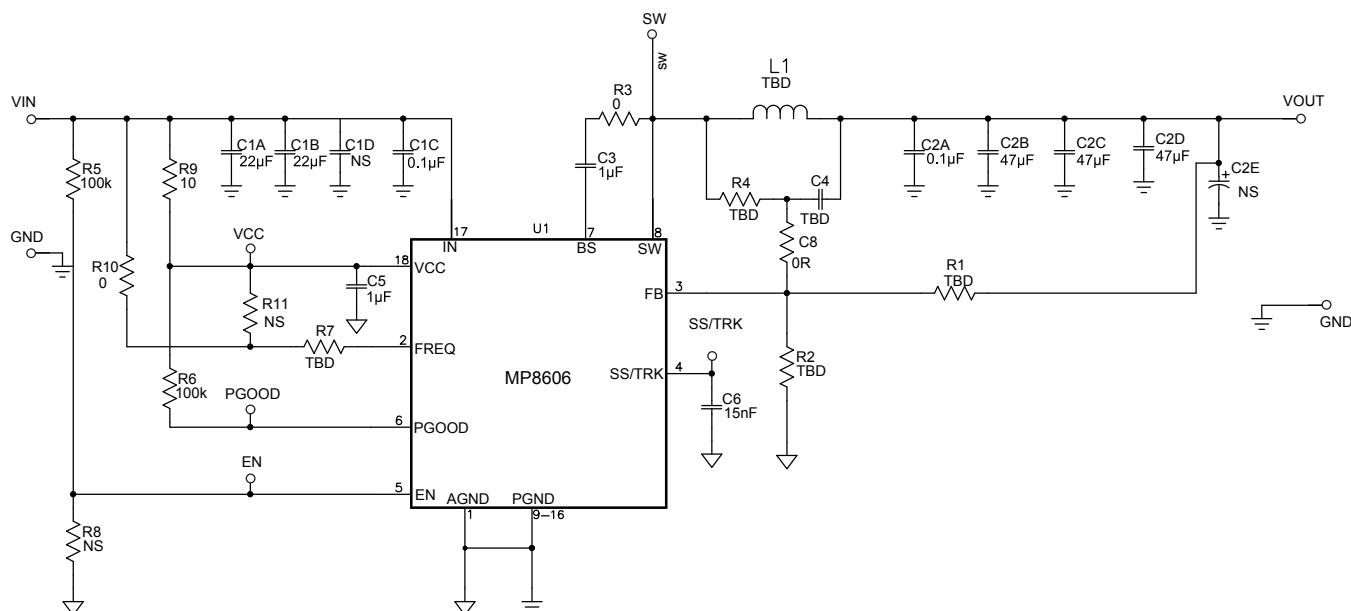 SW
SW
L1
TBD
VIN
R3
0
VOUT
C1A
22µF
C1B
22µF
C1D
NS
C1C
0.1µF
C2A
0.1µF
C2B
47µF
C2C
47µF
C2D
47µF
R5
100k
R9
10
C3
1µF
R4
TBD
C4
TBD
C2E
+
NS
GND
VCC
17
IN
U1
7
BS
8
SW
C8
0R
R10
0
18
VCC
C5
1µF
R11
NS
FB
3
R1
TBD
GND
R7
TBD
2
FREQ
SS/TRK
MP8606
SS/TRK
4
R2
TBD
R6
100k
PGOOD
C6
15nF
6
PGOOD
EN
5
EN
AGND
1
PGND
9–16
R8
NS